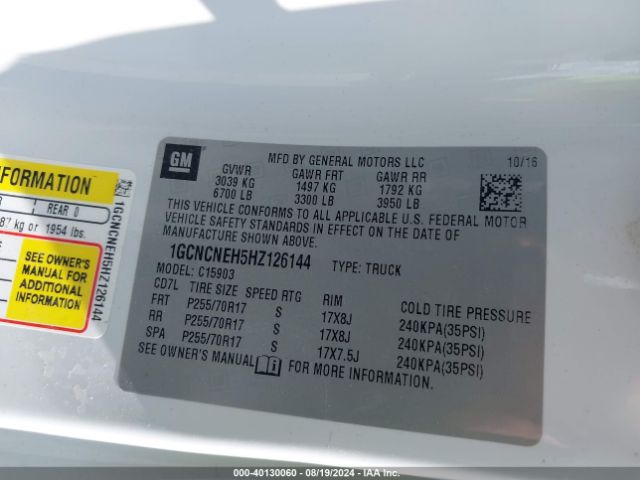 GM
MFD BY GENERAL MOTORS LLC
10/16
GVWR GAWR FRT GAWR RR
3039 KG 1497 KG 1792 KG
6700 LB 3300 LB 3950 LB
THIS VEHICLE CONFORMS TO ALL APPLICABLE U.S. FEDERAL MOTOR
VEHICLE SAFETY STANDARDS IN EFFECT ON THE DATE OF
MANUFACTURE SHOWN ABOVE.
1GCNCNEH5HZ126144 TYPE: TRUCK
MODEL: C15903
CD7L TIRE SIZE SPEED RTG RIM COLD TIRE PRESSURE
FRT P255/70R17 S 17X8J 240KPA(35PSI)
RR P255/70R17 S 17X8J 240KPA(35PSI)
SPA P255/70R17 S 17X7.5J 240KPA(35PSI)
SEE OWNER'S MANUAL FOR MORE INFORMATION.
FORMATION
REAR 0
kg or 1954 lbs.
SEE OWNER'S
MANUAL FOR
ADDITIONAL
INFORMATION
1GCNCNEH5HZ126144
000-40130060 - 08/19/2024 - IAA Inc.